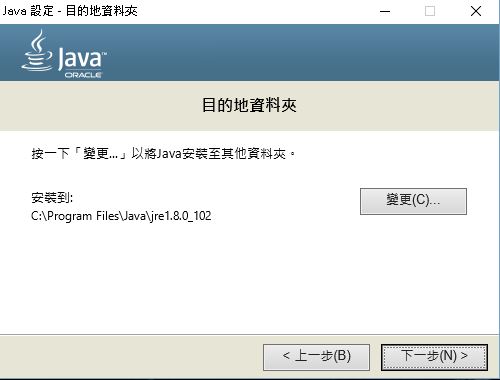 Java 設定 - 目的地資料夾
Java™
ORACLE
目的地資料夾
按一下「變更...」以將Java安裝至其他資料夾。
安裝到:
C:\Program Files\Java\jre1.8.0_102
變更(C)...
< 上一步(B)
下一步(N) >